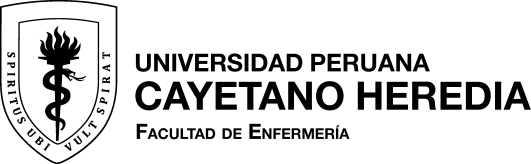 SPIRITUS UBI VULT SPIRAT
UNIVERSIDAD PERUANA
CAYETANO HEREDIA
FACULTAD DE ENFERMERÍA